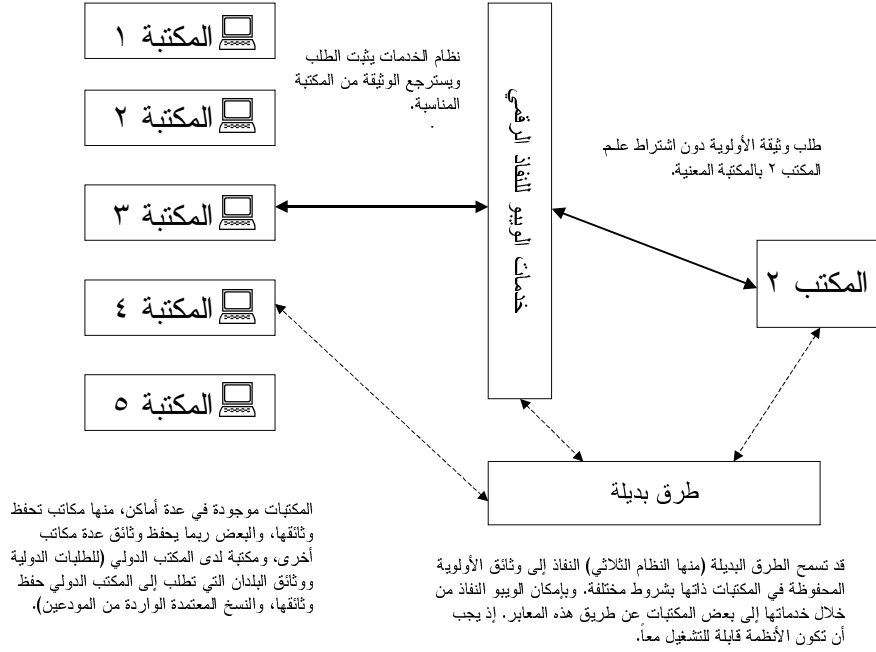 المكتبة ١
المكتبة ٢
المكتبة ٣
المكتبة ٤
المكتبة ٥
نظام الخدمات يثبت الطلب
ويسترجع الوثيقة من المكتبة
المناسبة.
خدمات الويبو للنفاذ الرقمي
طلب وثيقة الأولوية دون اشتراط علم
المكتب ٢ بالمكتبة المعنية.
المكتب ٢
طرق بديلة
المكتبات موجودة في عدة أماكن، منها مكاتب تحفظ
وثائقها، والبعض ربما يحفظ وثائق عدة مكاتب
أخرى، ومكتبة لدى المكتب الدولي (للطلبات الدولية
ووثائق البلدان التي تطلب إلى المكتب الدولي حفظ
وثائقها، والنسخ المعتمدة الواردة من المودعين).
قد تسمح الطرق البديلة (منها النظام الثلاثي) النفاذ إلى وثائق الأولوية
المحفوظة في المكتبات ذاتها بشروط مختلفة. وبإمكان الويبو النفاذ من
خلال خدماتها إلى بعض المكتبات عن طريق هذه المعابر. إذ يجب
أن تكون الأنظمة قابلة للتشغيل معاً.